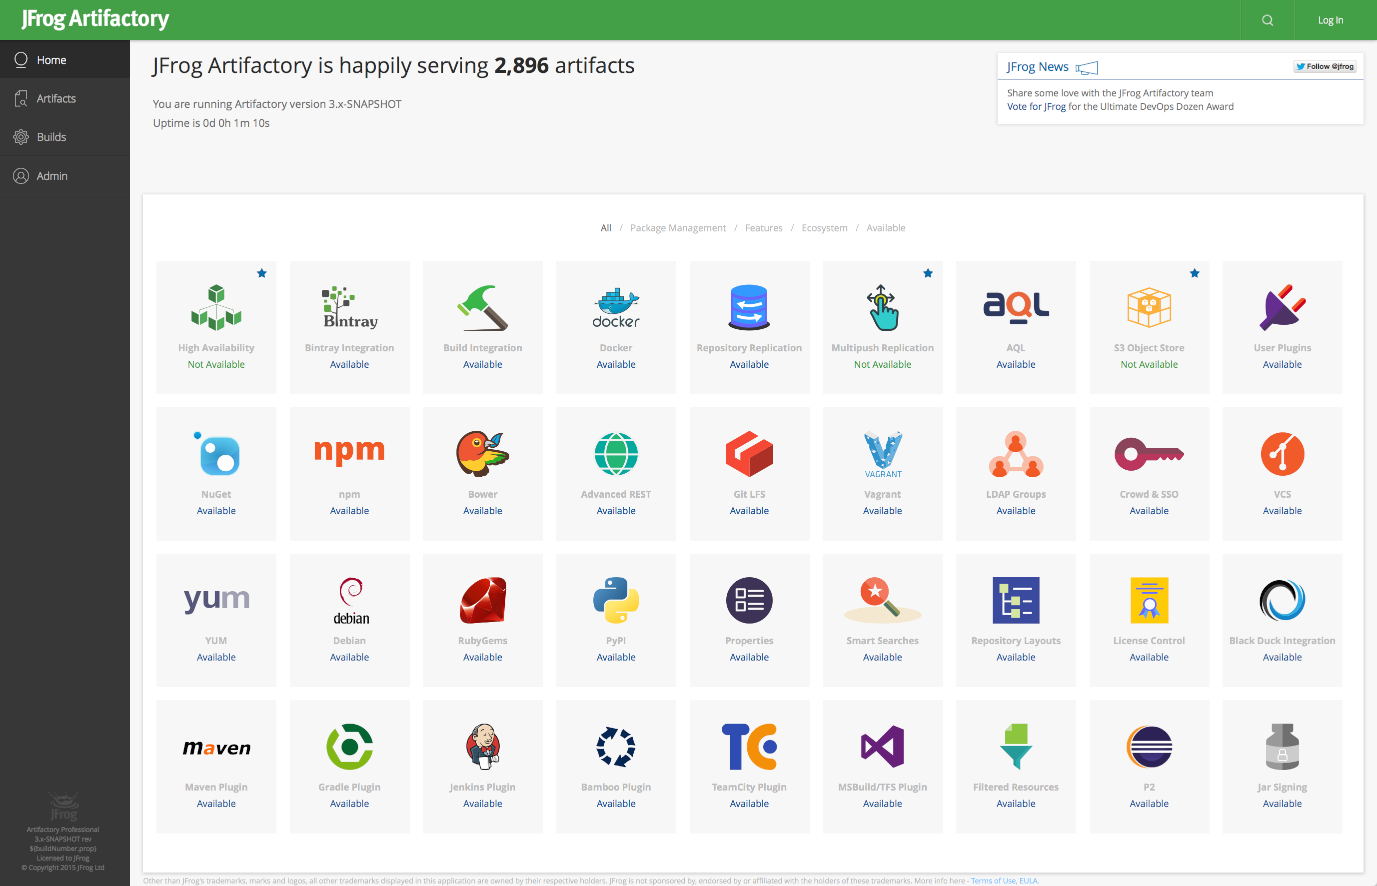 JFrog Artifactory
Log In
Home
Artifacts
Builds
Admin
JFrog Artifactory is happily serving 2,896 artifacts
You are running Artifactory version 3.x-SNAPSHOT
Uptime is 0d 0h 1m 10s
JFrog News
Follow @jfrog
Share some love with the JFrog Artifactory team
Vote for JFrog for the Ultimate DevOps Dozen Award
All / Package Management / Features / Ecosystem / Available
Bintray
docker
AQL
High Availability
Bintray Integration
Build Integration
Docker
Repository Replication
Multipush Replication
AQL
S3 Object Store
User Plugins
Not Available
Available
Available
Available
Available
Not Available
Available
Not Available
Available
npm
VAGRANT
NuGet
npm
Bower
Advanced REST
Git LFS
Vagrant
LDAP Groups
Crowd & SSO
VCS
Available
Available
Available
Available
Available
Available
Available
Available
Available
yum
debian
YUM
Debian
RubyGems
PyPI
Properties
Smart Searches
Repository Layouts
License Control
Black Duck Integration
Available
Available
Available
Available
Available
Available
Available
Available
Available
maven
TC
Maven Plugin
Gradle Plugin
Jenkins Plugin
Bamboo Plugin
TeamCity Plugin
MSBuild/TFS Plugin
Filtered Resources
P2
Jar Signing
Available
Available
Available
Available
Available
Available
Available
Available
Available
JFrog
Artifactory Professional
3.x-SNAPSHOT rev
${buildNumber.prop}
Licensed to JFrog
© Copyright 2015 JFrog Ltd
Other than JFrog's trademarks, marks and logos, all other trademarks displayed in this application are owned by their respective holders. JFrog is not sponsored by, endorsed by or affiliated with the holders of these trademarks. More info here - Terms of Use, EULA.